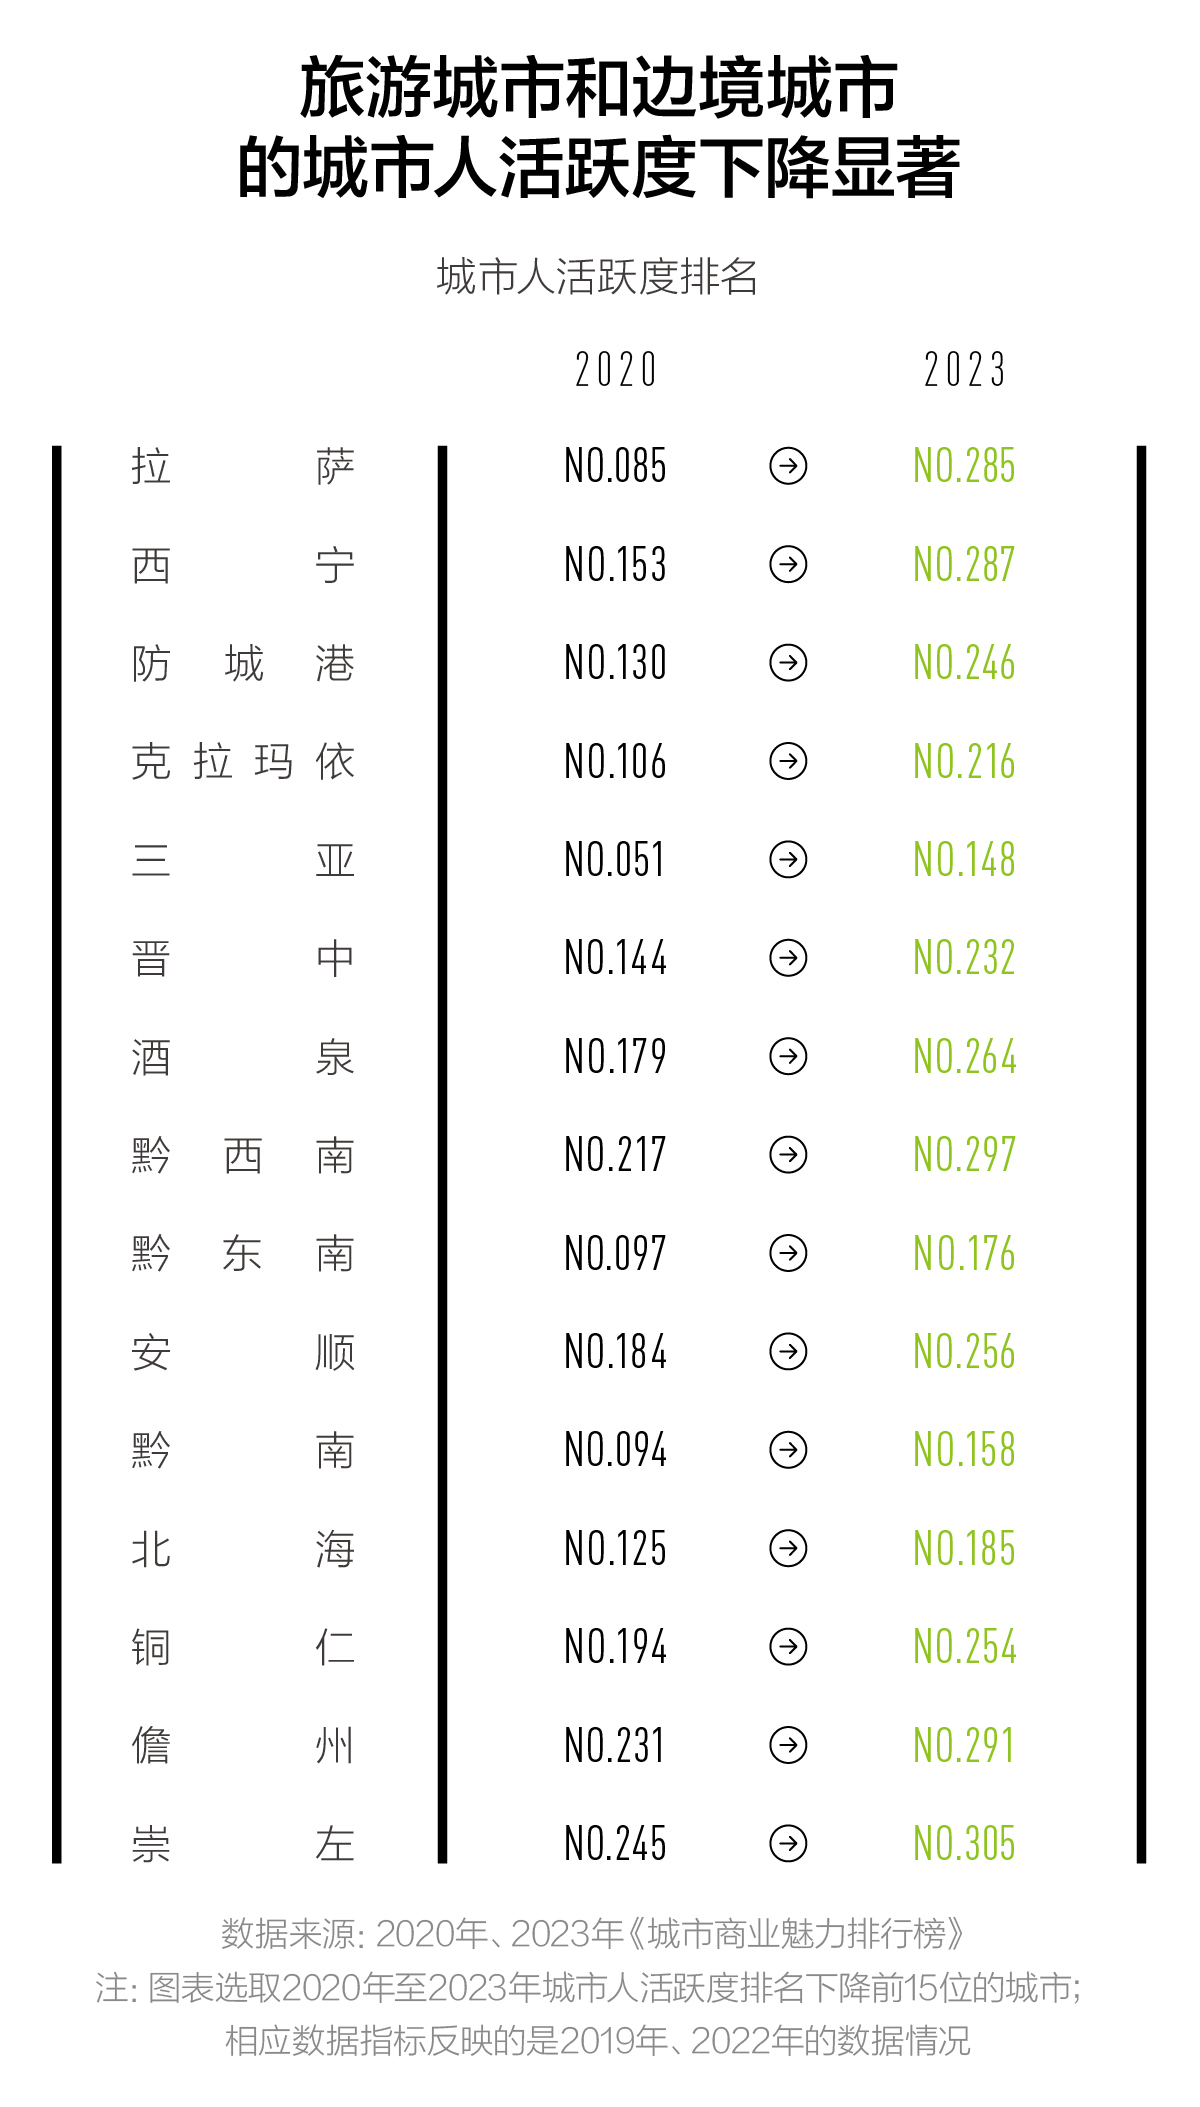 旅游城市和边境城市
的城市人活跃度下降显著
城市人活跃度排名
2020 2023
拉萨 NO.085 NO.285
西宁 NO.153 NO.287
防城港 NO.130 NO.246
克拉玛依 NO.106 NO.216
三亚 NO.051 NO.148
晋中 NO.144 NO.232
酒泉 NO.179 NO.264
黔西南 NO.217 NO.297
黔东南 NO.097 NO.176
安顺 NO.184 NO.256
黔南 NO.094 NO.158
北海 NO.125 NO.185
铜仁 NO.194 NO.254
儋州 NO.231 NO.291
崇左 NO.245 NO.305
数据来源：2020年、2023年《城市商业魅力排行榜》
注：图表选取2020年至2023年城市人活跃度排名下降前15位的城市；
相应数据指标反映的是2019年、2022年的数据情况